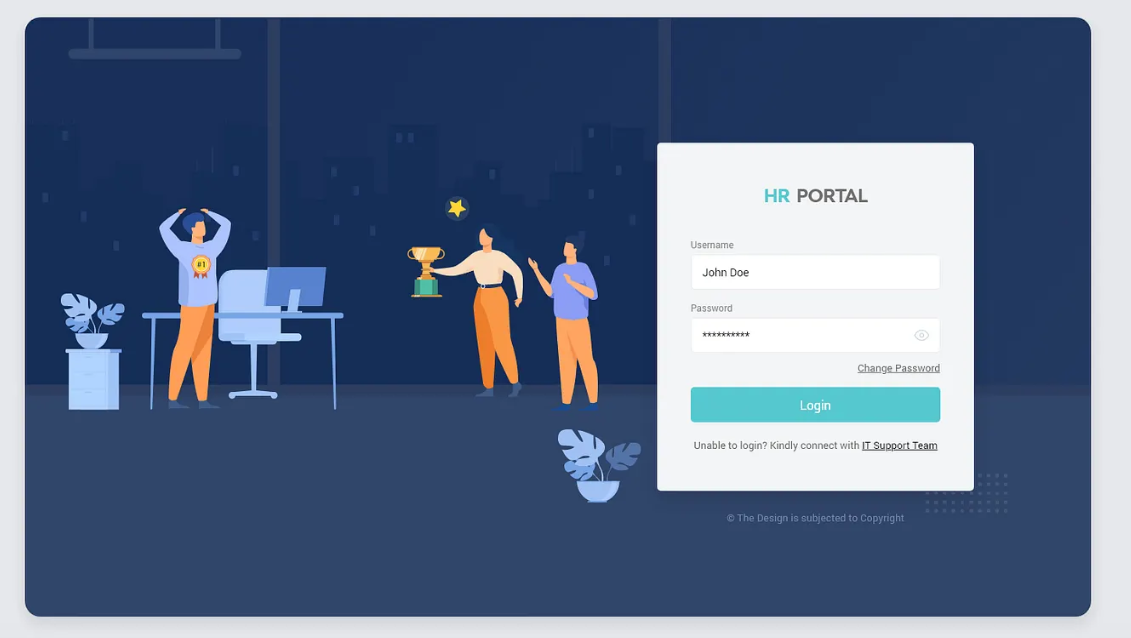 #1
HR PORTAL
Username
John Doe
Password
**********
Change Password
Login
Unable to login? Kindly connect with IT Support Team
© The Design is subjected to Copyright